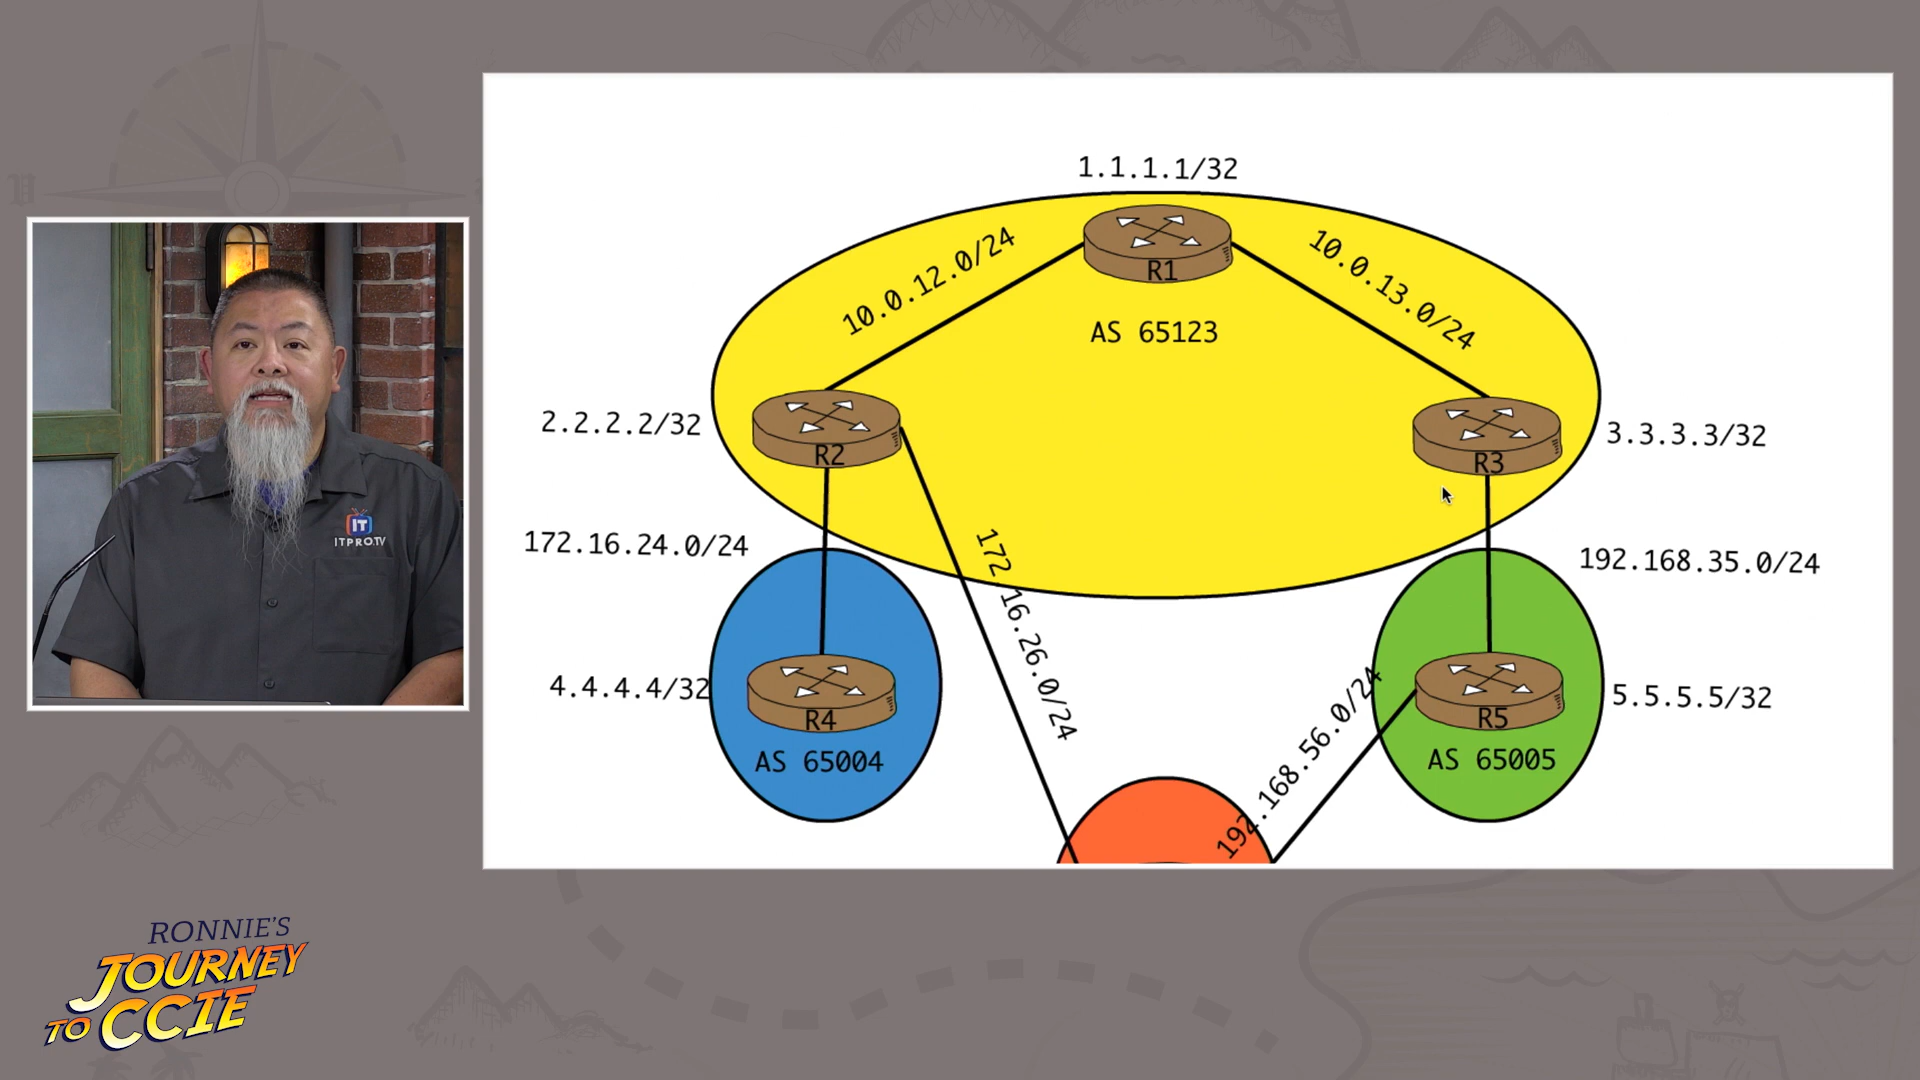 1.1.1.1/32
10.0.12.0/24
10.0.13.0/24
R1
AS 65123
2.2.2.2/32
R2
R3
3.3.3.3/32
172.16.24.0/24
172.16.26.0/24
192.168.35.0/24
4.4.4.4/32
R4
AS 65004
192.168.56.0/24
R5
AS 65005
5.5.5.5/32
IT
ITPRO.TV
RONNIE'S
JOURNEY
TO CCIE